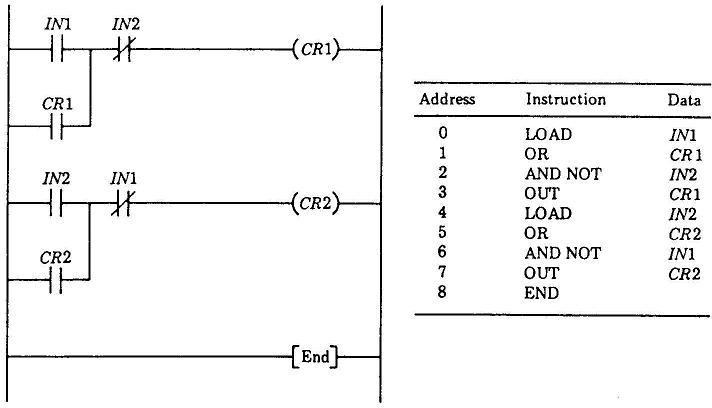 IN1 IN2
(CR1)
CR1
IN2 IN1
(CR2)
CR2
[End]
Address Instruction Data
0 LOAD IN1
1 OR CR1
2 AND NOT IN2
3 OUT CR1
4 LOAD IN2
5 OR CR2
6 AND NOT IN1
7 OUT CR2
8 END